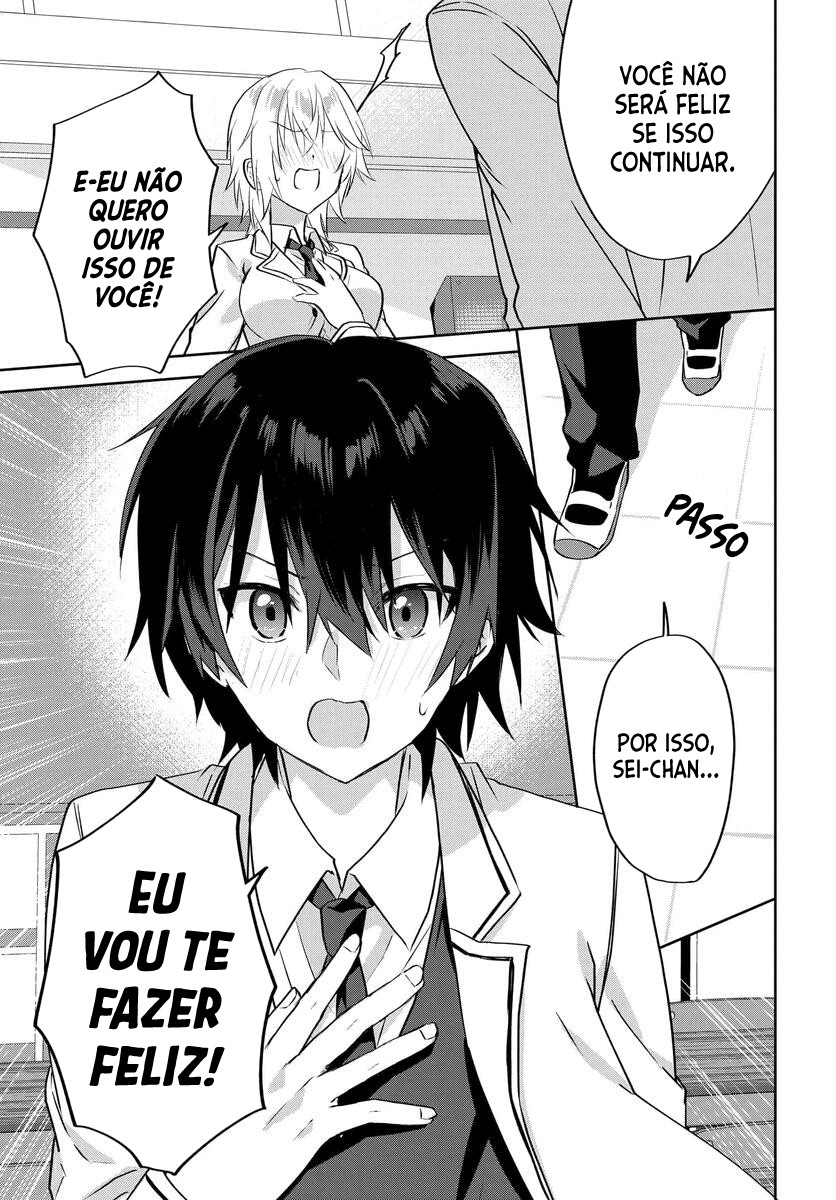 VOCÊ NÃO
SERÁ FELIZ
SE ISSO
CONTINUAR.
E-EU NÃO
QUERO
OUVIR
ISSO DE
VOCÊ!
PASSO
POR ISSO,
SEI-CHAN...
EU
VOU TE
FAZER
FELIZ!